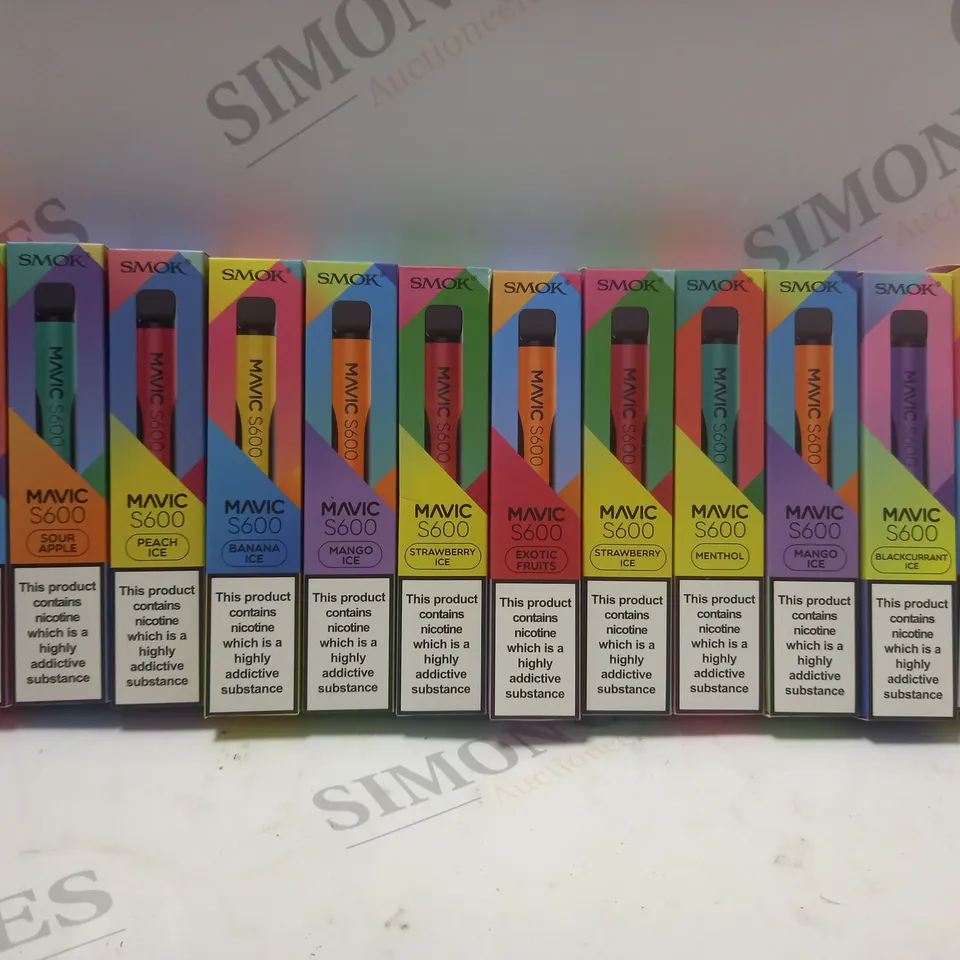 SIMON
Auctioneers
SIMON
ES
SMOK
MAVIC S600
MAVIC
S600
SOUR
APPLE
This product
contains
nicotine
which is a
highly
addictive
substance
SMOK
MAVIC S600
MAVIC
S600
PEACH
ICE
This product
contains
nicotine
which is a
highly
addictive
substance
SMOK
MAVIC S600
MAVIC
S600
BANANA
ICE
This product
contains
nicotine
which is a
highly
addictive
substance
SMOK
MAVIC S600
MAVIC
S600
MANGO
ICE
This product
contains
nicotine
which is a
highly
addictive
substance
SMOK
MAVIC S600
MAVIC
S600
STRAWBERRY
ICE
This product
contains
nicotine
which is a
highly
addictive
substance
SMOK
MAVIC S600
MAVIC
S600
EXOTIC
FRUITS
This product
contains
nicotine
which is a
highly
addictive
substance
SMOK
MAVIC S600
MAVIC
S600
STRAWBERRY
ICE
This product
contains
nicotine
which is a
highly
addictive
substance
SMOK
MAVIC S600
MAVIC
S600
MENTHOL
This product
contains
nicotine
which is a
highly
addictive
substance
SMOK
MAVIC S600
MAVIC
S600
MANGO
ICE
This product
contains
nicotine
which is a
highly
addictive
substance
SMOK
MAVIC S600
MAVIC
S600
BLACKCURRANT
ICE
This product
contains
nicotine
which is a
highly
addictive
substance
SIMON
Auctioneers
ES